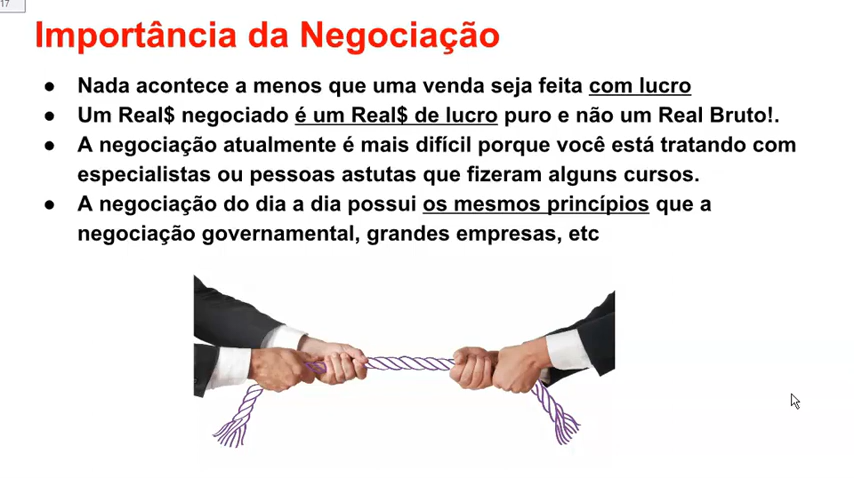 17
Importância da Negociação
● Nada acontece a menos que uma venda seja feita com lucro
● Um Real$ negociado é um Real$ de lucro puro e não um Real Bruto!.
● A negociação atualmente é mais difícil porque você está tratando com
especialistas ou pessoas astutas que fizeram alguns cursos.
● A negociação do dia a dia possui os mesmos princípios que a
negociação governamental, grandes empresas, etc